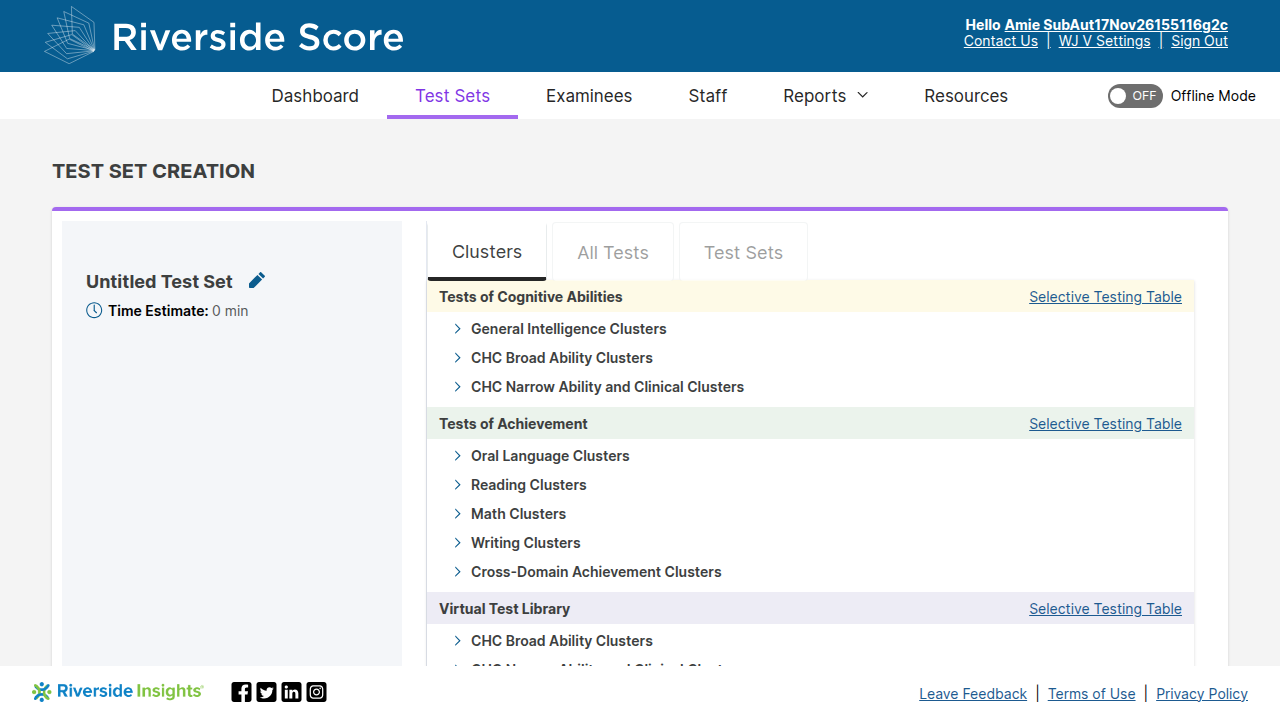 Riverside Score
Hello Amie SubAut17Nov26155116g2c
Contact Us | WJ V Settings | Sign Out
Dashboard Test Sets Examinees Staff Reports Resources OFF Offline Mode
TEST SET CREATION
Untitled Test Set
Time Estimate: 0 min
Clusters All Tests Test Sets
Tests of Cognitive Abilities Selective Testing Table
General Intelligence Clusters
CHC Broad Ability Clusters
CHC Narrow Ability and Clinical Clusters
Tests of Achievement Selective Testing Table
Oral Language Clusters
Reading Clusters
Math Clusters
Writing Clusters
Cross-Domain Achievement Clusters
Virtual Test Library Selective Testing Table
CHC Broad Ability Clusters
Riverside Insights
Leave Feedback | Terms of Use | Privacy Policy